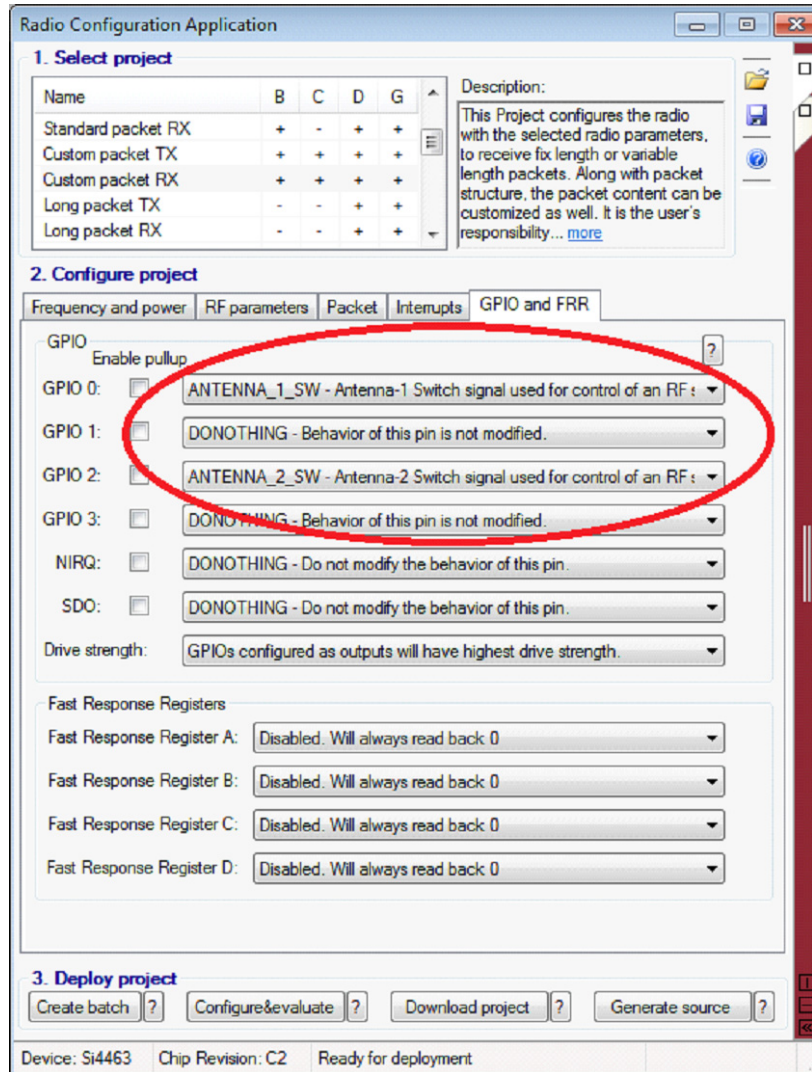 Radio Configuration Application
1. Select project
Name B C D G
Standard packet RX + - + +
Custom packet TX + + + +
Custom packet RX + + + +
Long packet TX - - + +
Long packet RX - - + +
Description:
This Project configures the radio
with the selected radio parameters,
to receive fix length or variable
length packets. Along with packet
structure, the packet content can be
customized as well. It is the user's
responsibility... more
2. Configure project
Frequency and power RF parameters Packet Interrupts GPIO and FRR
GPIO
Enable pullup ?
GPIO 0: ANTENNA_1_SW - Antenna-1 Switch signal used for control of an RF s
GPIO 1: DONOTHING - Behavior of this pin is not modified.
GPIO 2: ANTENNA_2_SW - Antenna-2 Switch signal used for control of an RF s
GPIO 3: DONOTHING - Behavior of this pin is not modified.
NIRQ: DONOTHING - Do not modify the behavior of this pin.
SDO: DONOTHING - Do not modify the behavior of this pin.
Drive strength: GPIOs configured as outputs will have highest drive strength.
Fast Response Registers
Fast Response Register A: Disabled. Will always read back 0
Fast Response Register B: Disabled. Will always read back 0
Fast Response Register C: Disabled. Will always read back 0
Fast Response Register D: Disabled. Will always read back 0
3. Deploy project
Create batch ? Configure&evaluate ? Download project ? Generate source ?
Device: Si4463 Chip Revision: C2 Ready for deployment